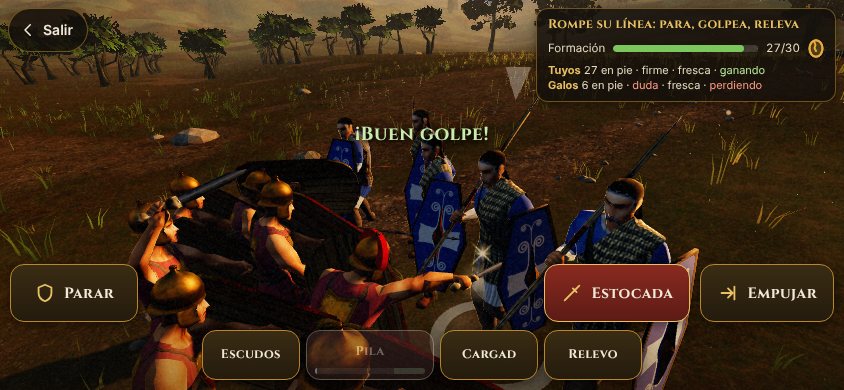 Salir
ROMPE SU LÍNEA: PARA, GOLPEA, RELEVA
Formación 27/30
Tuyos 27 en pie · firme · fresca · ganando
Galos 6 en pie · duda · fresca · perdiendo
¡BUEN GOLPE!
PARAR
ESTOCADA
EMPUJAR
ESCUDOS
PILA
CARGAD
RELEVO